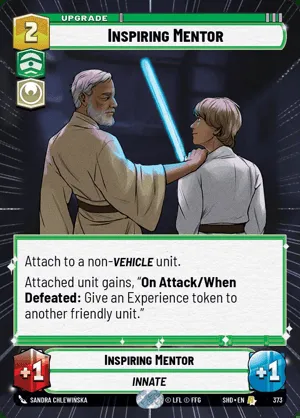 UPGRADE
2
INSPIRING MENTOR
Attach to a non-VEHICLE unit.
Attached unit gains, “On Attack/When
Defeated: Give an Experience token to
another friendly unit.”
+1
INSPIRING MENTOR
+1
INNATE
SANDRA CHLEWINSKA
© LFL © FFG
SHD • EN
373